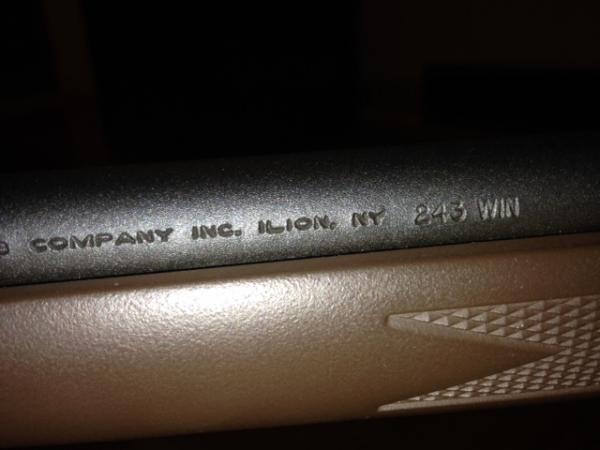 COMPANY INC. ILION, NY 243 WIN